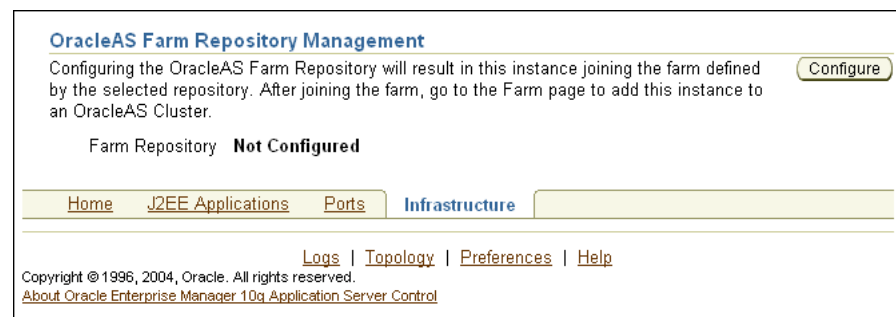 OracleAS Farm Repository Management
Configuring the OracleAS Farm Repository will result in this instance joining the farm defined
by the selected repository. After joining the farm, go to the Farm page to add this instance to
an OracleAS Cluster.
Configure
Farm Repository Not Configured
Home J2EE Applications Ports Infrastructure
Logs | Topology | Preferences | Help
Copyright © 1996, 2004, Oracle. All rights reserved.
About Oracle Enterprise Manager 10g Application Server Control